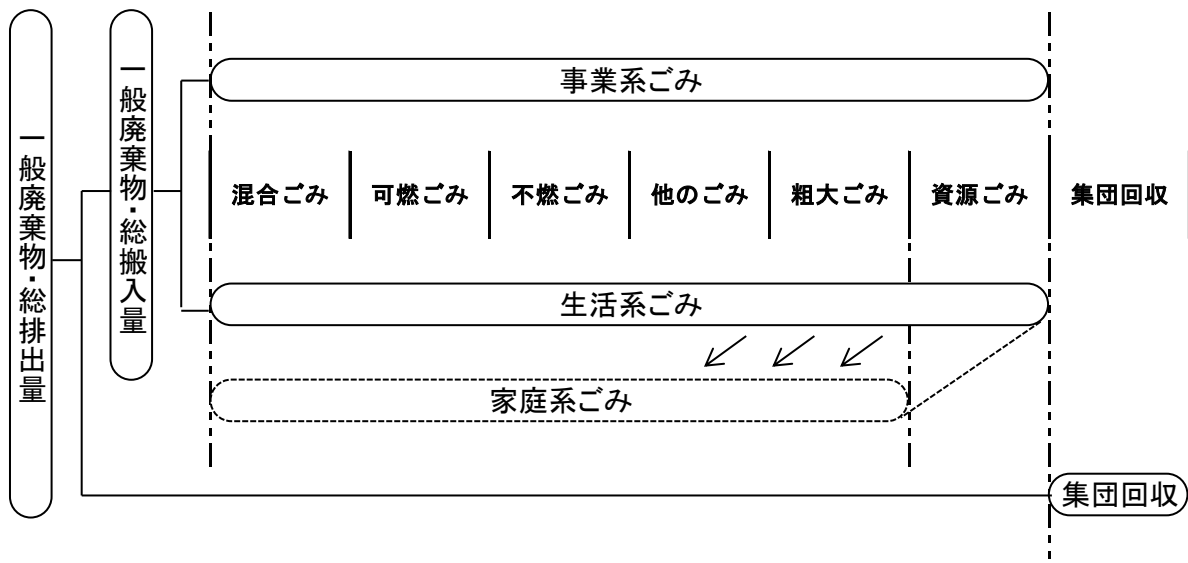 一般廃棄物・総排出量
一般廃棄物・総搬入量
事業系ごみ
混合ごみ 可燃ごみ 不燃ごみ 他のごみ 粗大ごみ 資源ごみ 集団回収
生活系ごみ
家庭系ごみ
集団回収